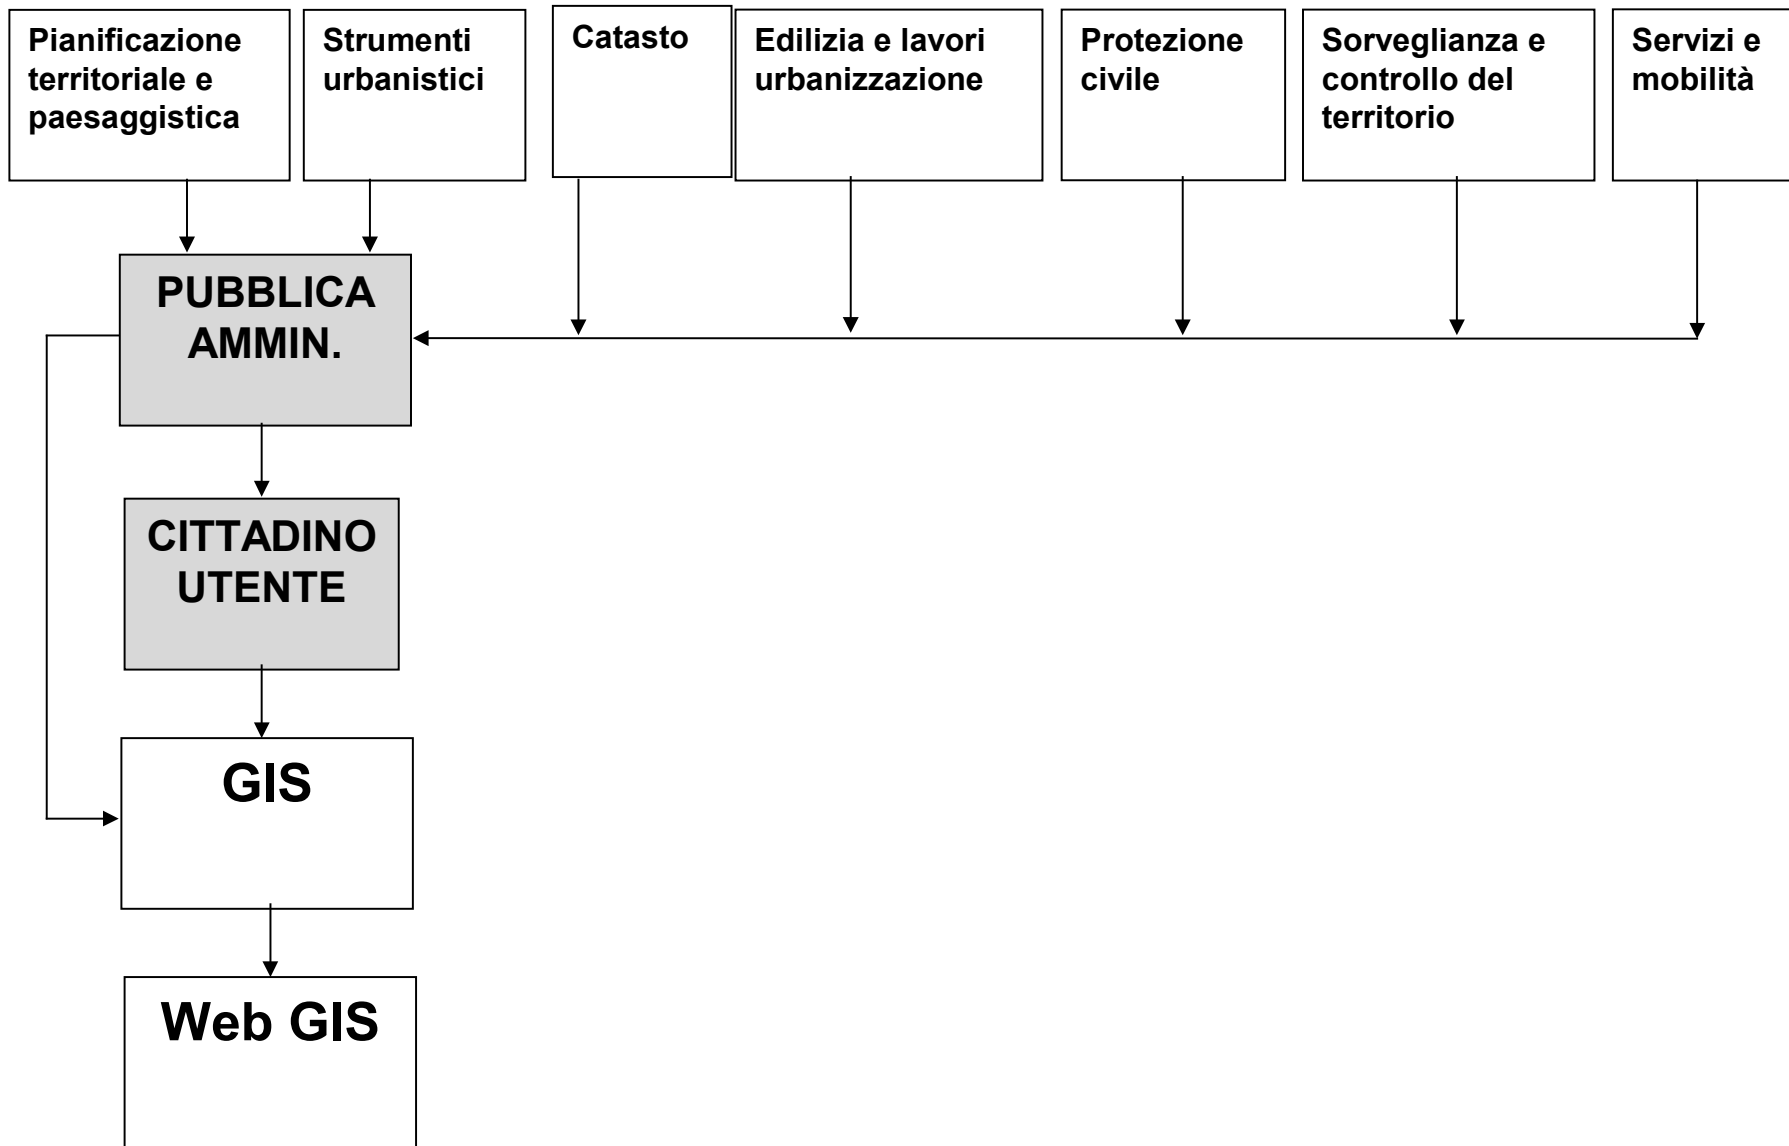 Pianificazione
territoriale e
paesaggistica
Strumenti
urbanistici
Catasto
Edilizia e lavori
urbanizzazione
Protezione
civile
Sorveglianza e
controllo del
territorio
Servizi e
mobilità
PUBBLICA
AMMIN.
CITTADINO
UTENTE
GIS
Web GIS